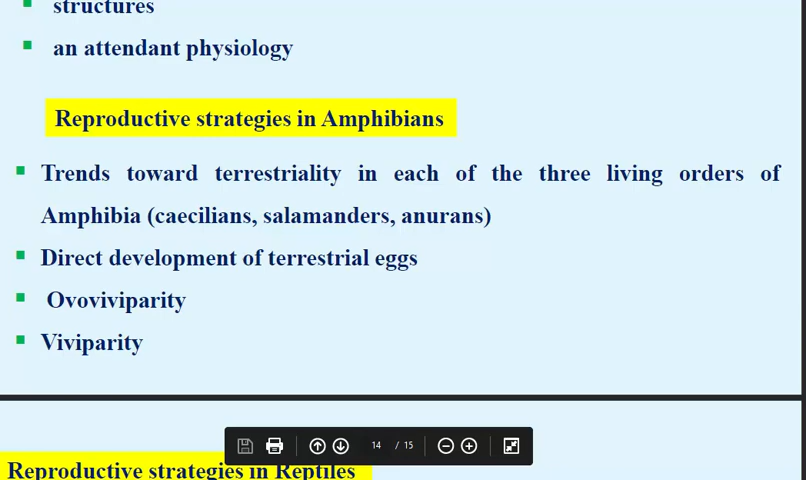 structures
an attendant physiology
Reproductive strategies in Amphibians
Trends toward terrestriality in each of the three living orders of
Amphibia (caecilians, salamanders, anurans)
Direct development of terrestrial eggs
Ovoviviparity
Viviparity
14 / 15
Reproductive strategies in Reptiles